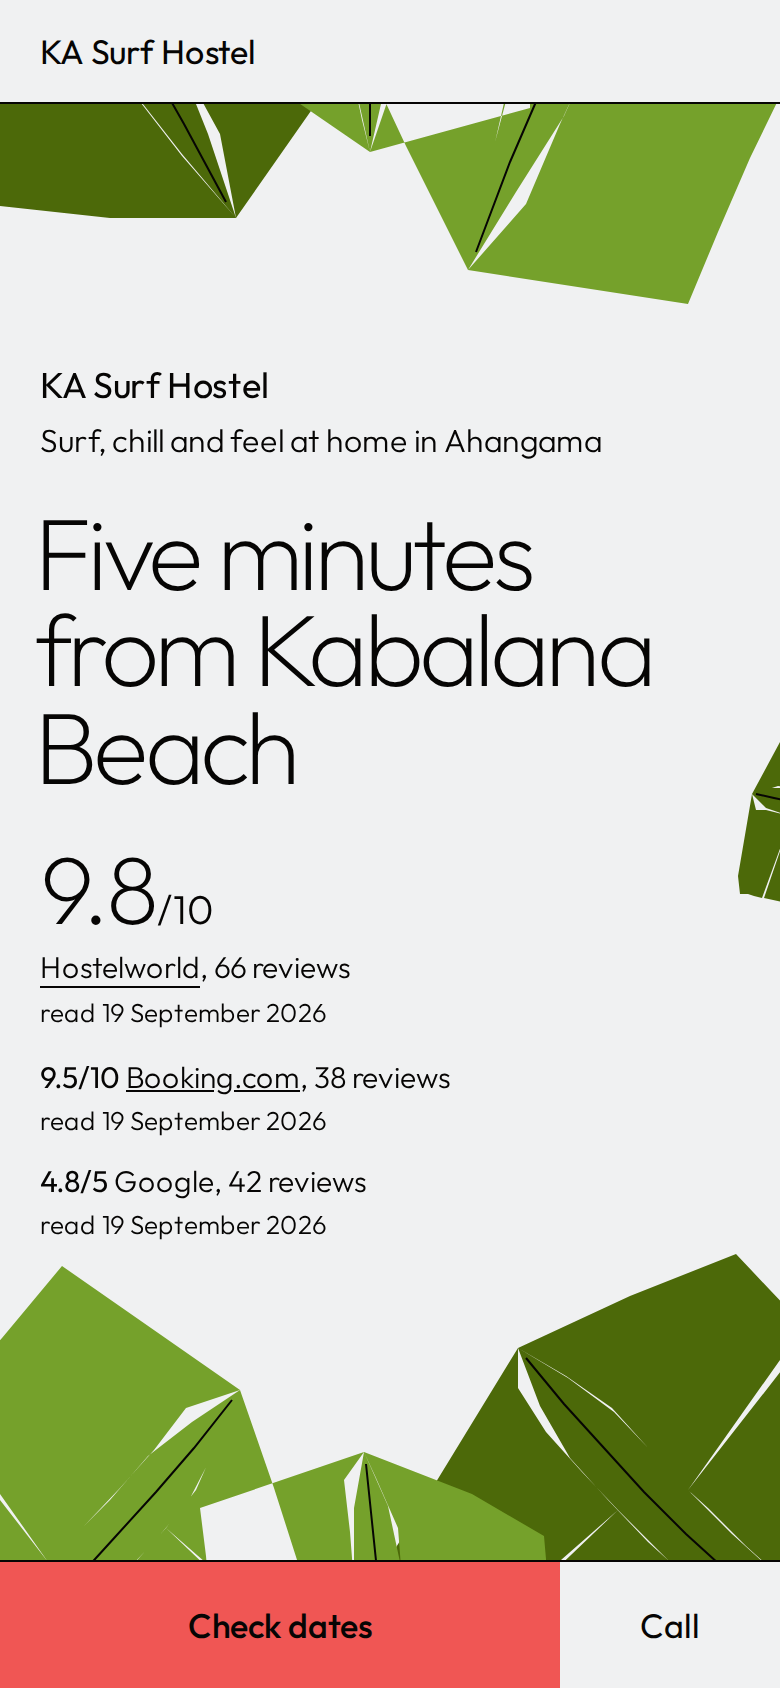 KA Surf Hostel
KA Surf Hostel
Surf, chill and feel at home in Ahangama
Five minutes
from Kabalana
Beach
9.8/10
Hostelworld, 66 reviews
read 19 September 2026
9.5/10 Booking.com, 38 reviews
read 19 September 2026
4.8/5 Google, 42 reviews
read 19 September 2026
Check dates
Call